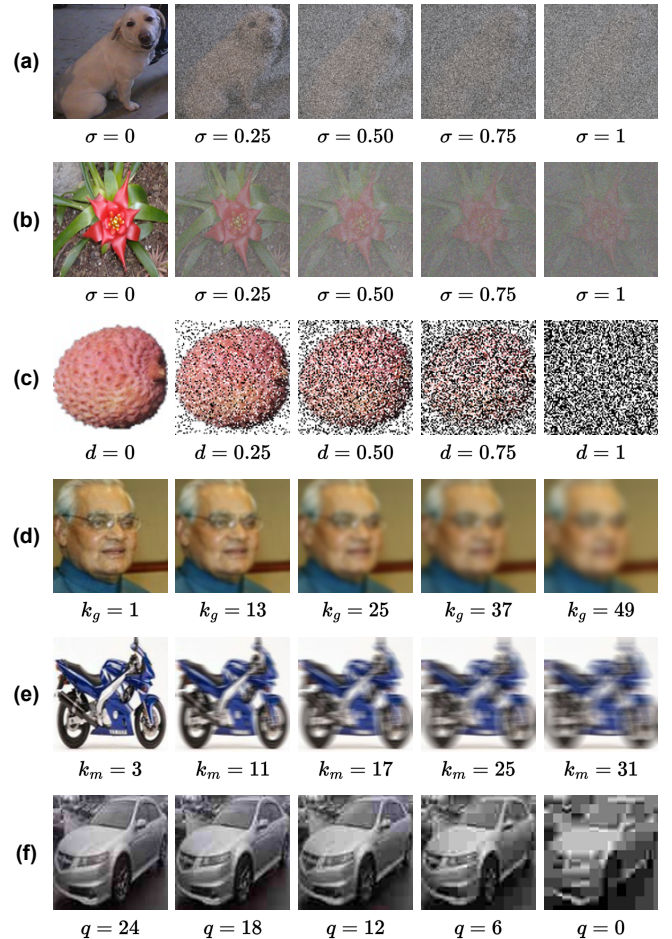 (a)
σ = 0 σ = 0.25 σ = 0.50 σ = 0.75 σ = 1
(b)
σ = 0 σ = 0.25 σ = 0.50 σ = 0.75 σ = 1
(c)
d = 0 d = 0.25 d = 0.50 d = 0.75 d = 1
(d)
k_g = 1 k_g = 13 k_g = 25 k_g = 37 k_g = 49
(e)
YAMAHA
k_m = 3 k_m = 11 k_m = 17 k_m = 25 k_m = 31
(f)
q = 24 q = 18 q = 12 q = 6 q = 0